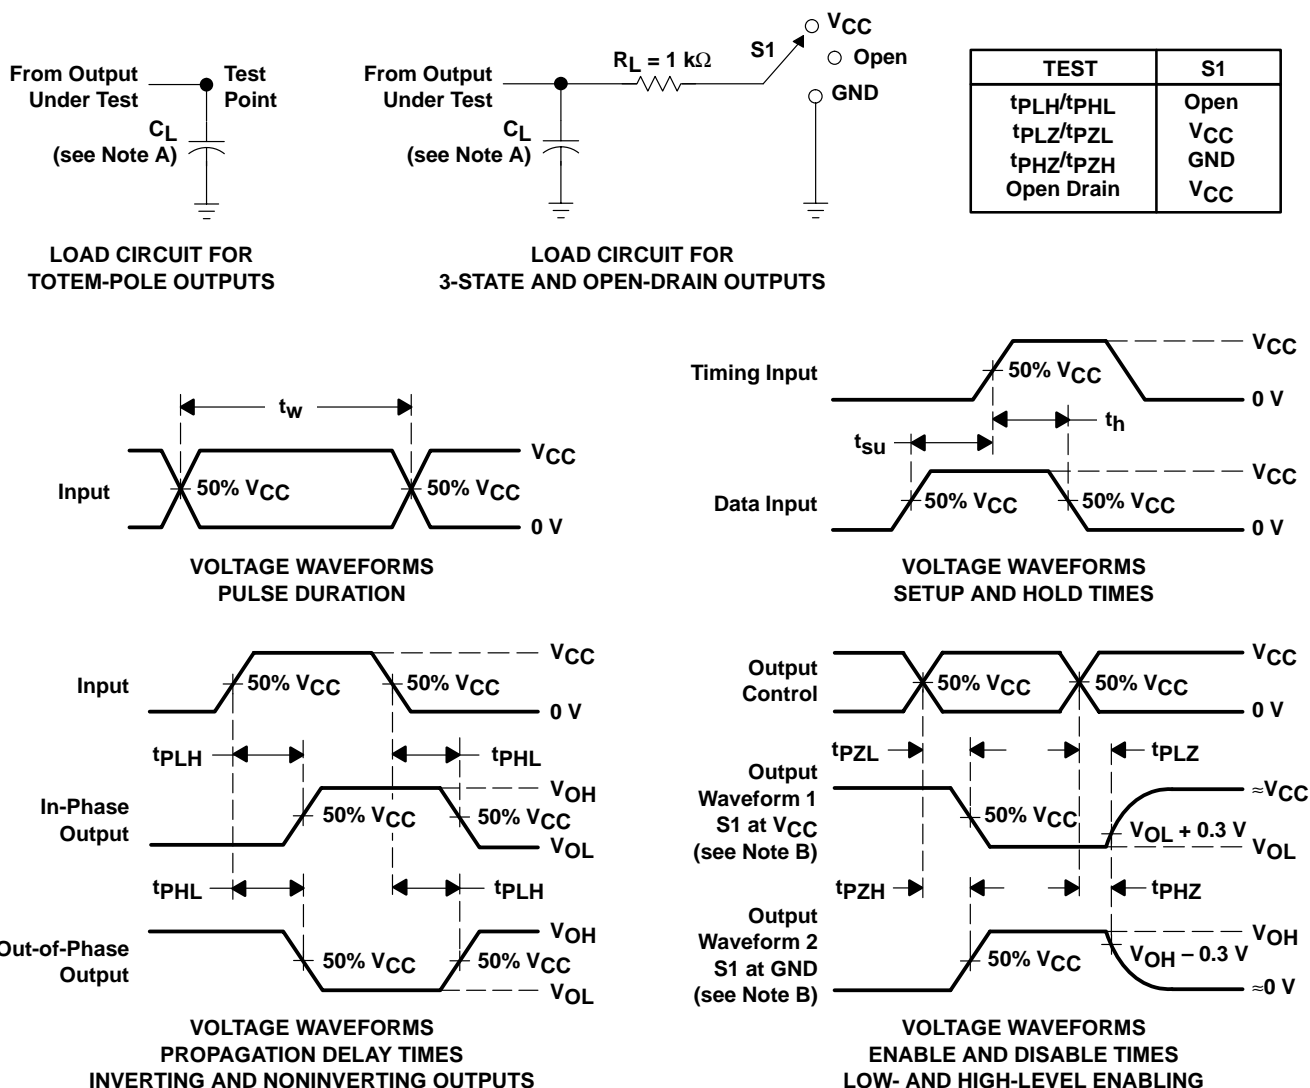 From Output
Under Test
Test
Point
CL
(see Note A)
LOAD CIRCUIT FOR
TOTEM-POLE OUTPUTS
From Output
Under Test
RL = 1 kΩ
S1
VCC
Open
GND
CL
(see Note A)
LOAD CIRCUIT FOR
3-STATE AND OPEN-DRAIN OUTPUTS
TEST S1
tPLH/tPHL Open
tPLZ/tPZL VCC
tPHZ/tPZH GND
Open Drain VCC
tw
Input
VCC
50% VCC 50% VCC
0 V
VOLTAGE WAVEFORMS
PULSE DURATION
Timing Input
VCC
50% VCC
0 V
tsu
th
Data Input
VCC
50% VCC 50% VCC
0 V
VOLTAGE WAVEFORMS
SETUP AND HOLD TIMES
Input
VCC
50% VCC 50% VCC
0 V
tPLH tPHL
In-Phase
Output
VOH
50% VCC 50% VCC
VOL
tPHL tPLH
Out-of-Phase
Output
VOH
50% VCC 50% VCC
VOL
VOLTAGE WAVEFORMS
PROPAGATION DELAY TIMES
INVERTING AND NONINVERTING OUTPUTS
Output
Control
VCC
50% VCC 50% VCC
0 V
tPZL tPLZ
Output
Waveform 1
S1 at VCC
(see Note B)
≈VCC
50% VCC
VOL + 0.3 V
VOL
tPZH tPHZ
Output
Waveform 2
S1 at GND
(see Note B)
VOH
50% VCC
VOH – 0.3 V
≈0 V
VOLTAGE WAVEFORMS
ENABLE AND DISABLE TIMES
LOW- AND HIGH-LEVEL ENABLING